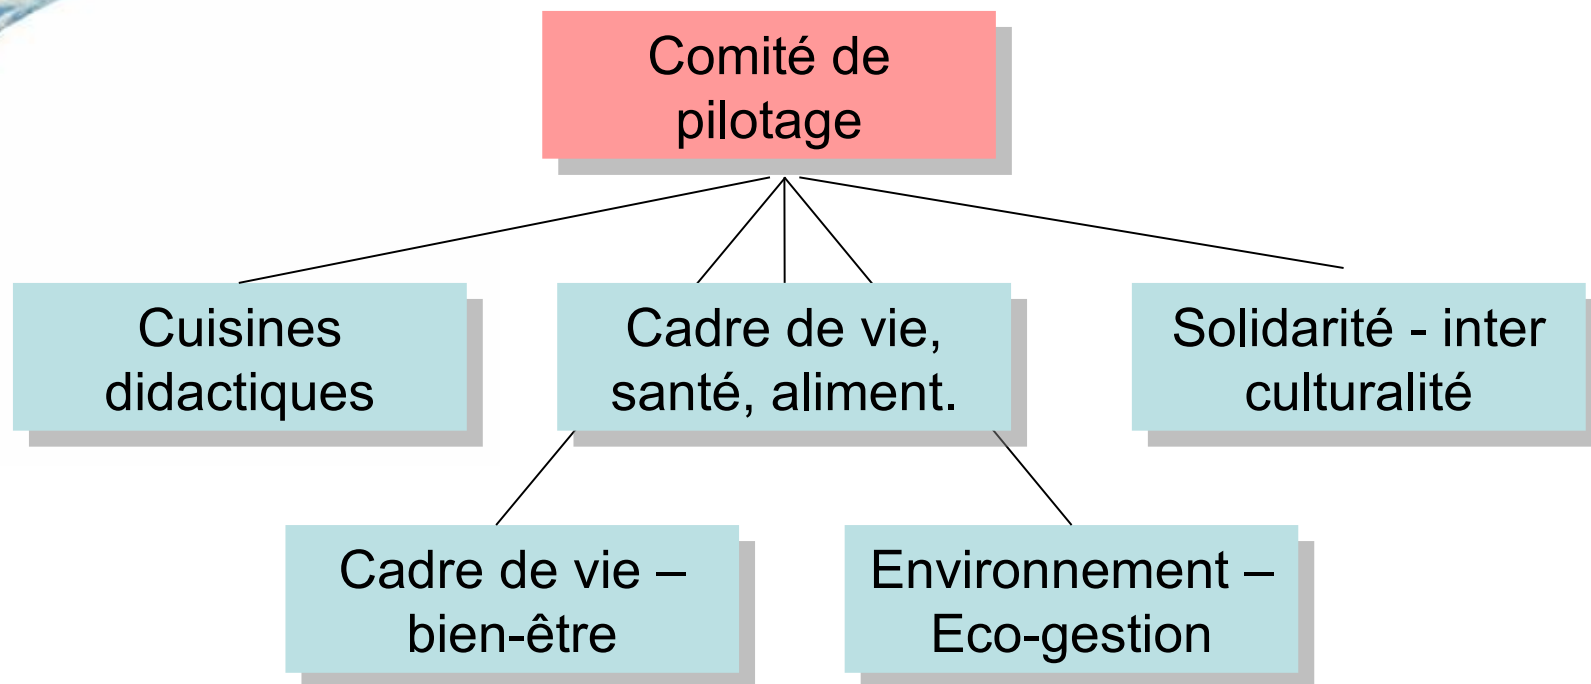 Comité de
pilotage
Cuisines
didactiques
Cadre de vie,
santé, aliment.
Solidarité - inter
culturalité
Cadre de vie –
bien-être
Environnement –
Eco-gestion